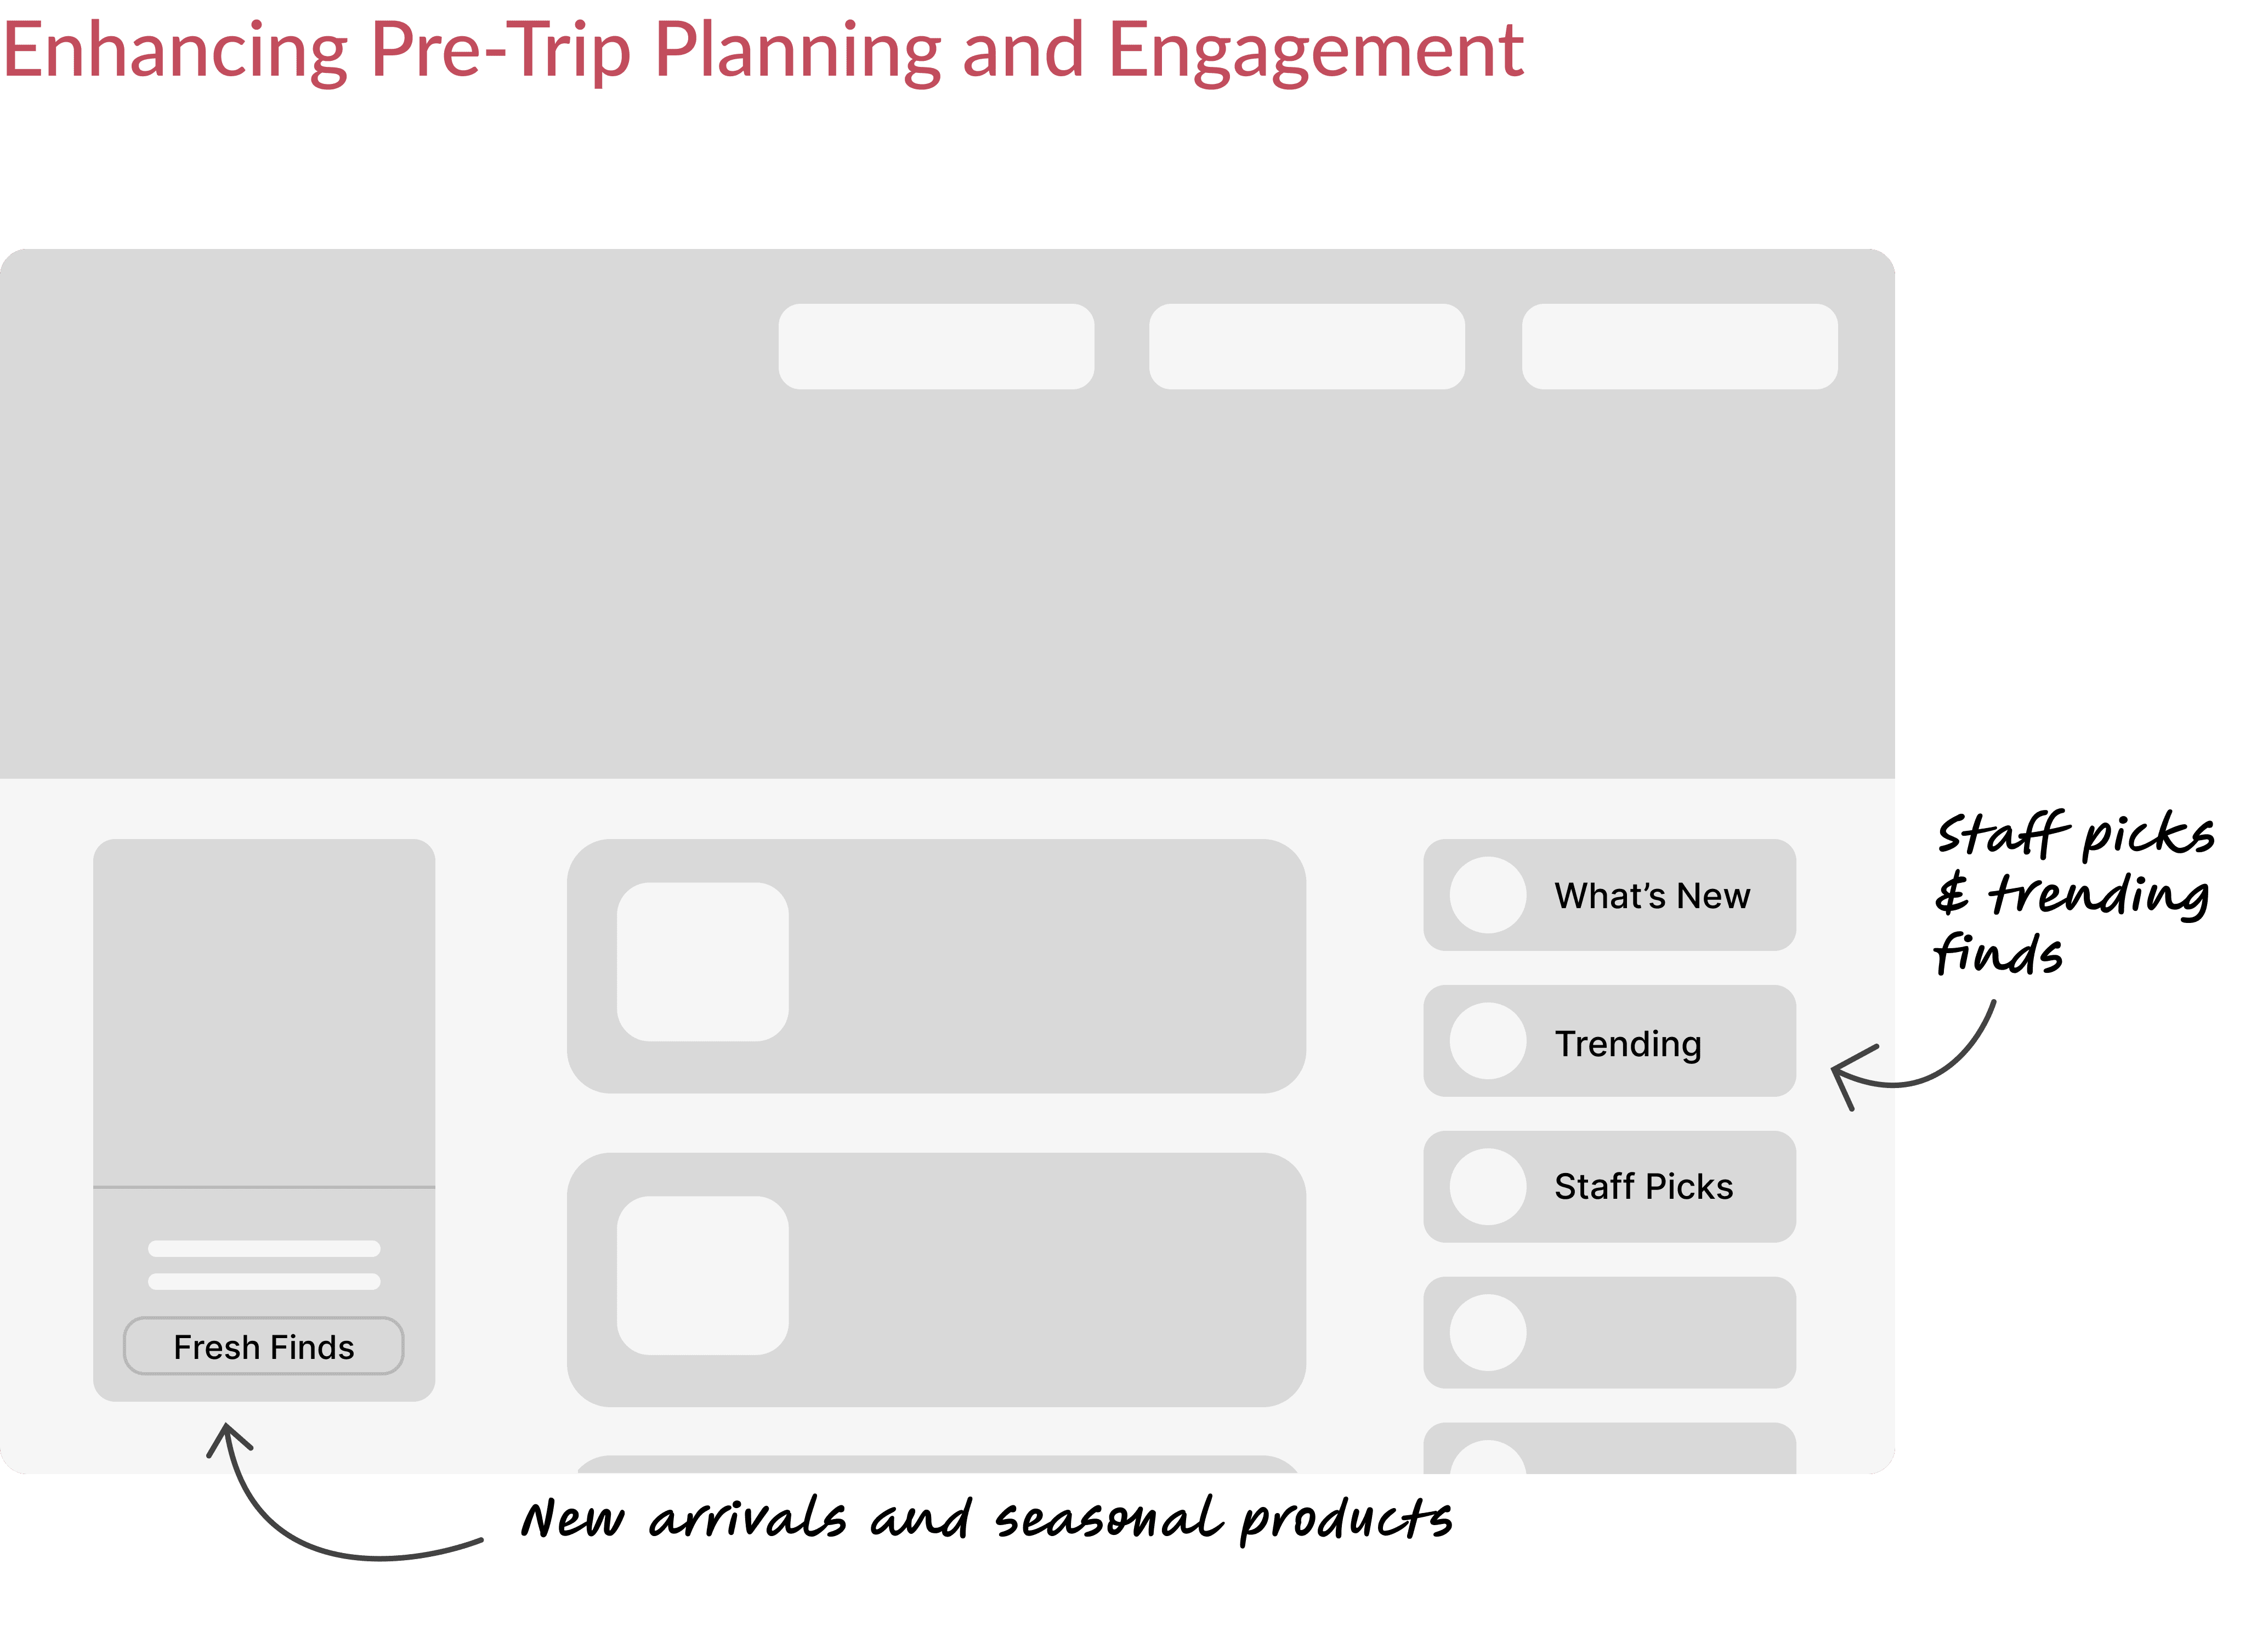 Enhancing Pre-Trip Planning and Engagement
Staff picks
& trending
finds
What’s New
Trending
Staff Picks
Fresh Finds
New arrivals and seasonal products